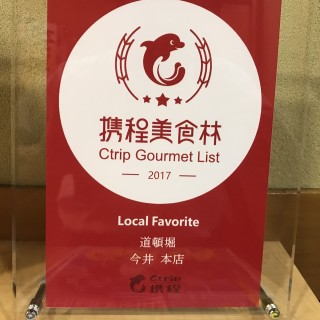 携程美食林
Ctrip Gourmet List
2017
Local Favorite
道頓堀
今井 本店
Ctrip
携程